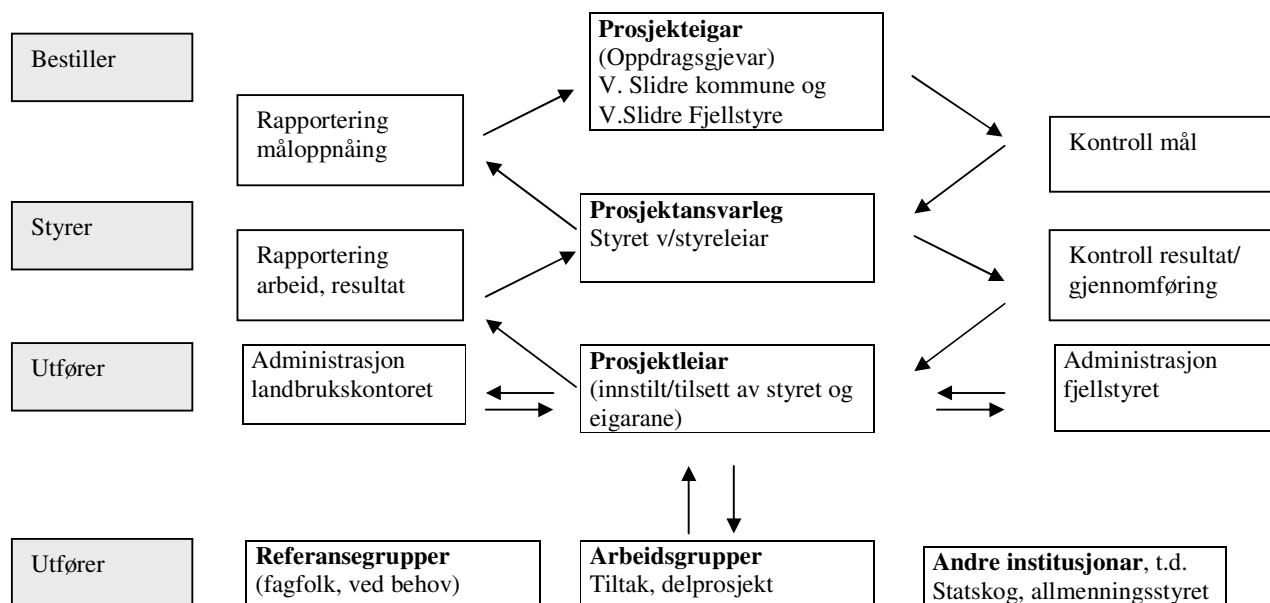 Bestiller
Prosjekteigar
(Oppdragsgjevar)
V. Slidre kommune og
V.Slidre Fjellstyre
Rapportering
måloppnåing
Kontroll mål
Styrer
Prosjektansvarleg
Styret v/styreleiar
Rapportering
arbeid, resultat
Kontroll resultat/
gjennomføring
Utfører
Administrasjon
landbrukskontoret
Prosjektleiar
(innstilt/tilsett av styret og
eigarane)
Administrasjon
fjellstyret
Utfører
Referansegrupper
(fagfolk, ved behov)
Arbeidsgrupper
Tiltak, delprosjekt
Andre institusjonar, t.d.
Statskog, allmenningsstyret